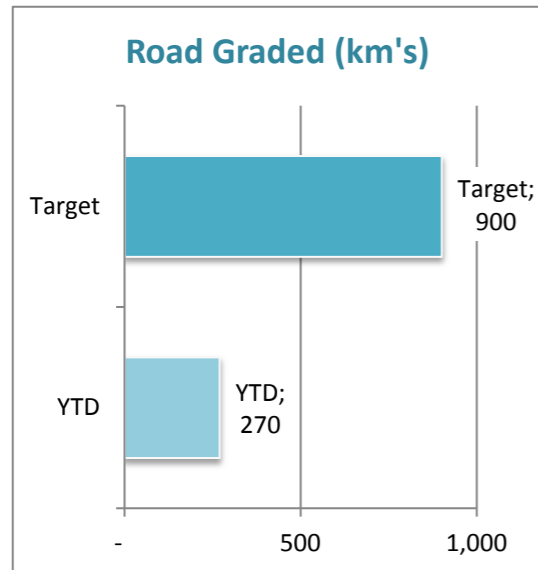 Road Graded (km's)
Target
Target;
900
YTD
YTD;
270
-
500
1,000